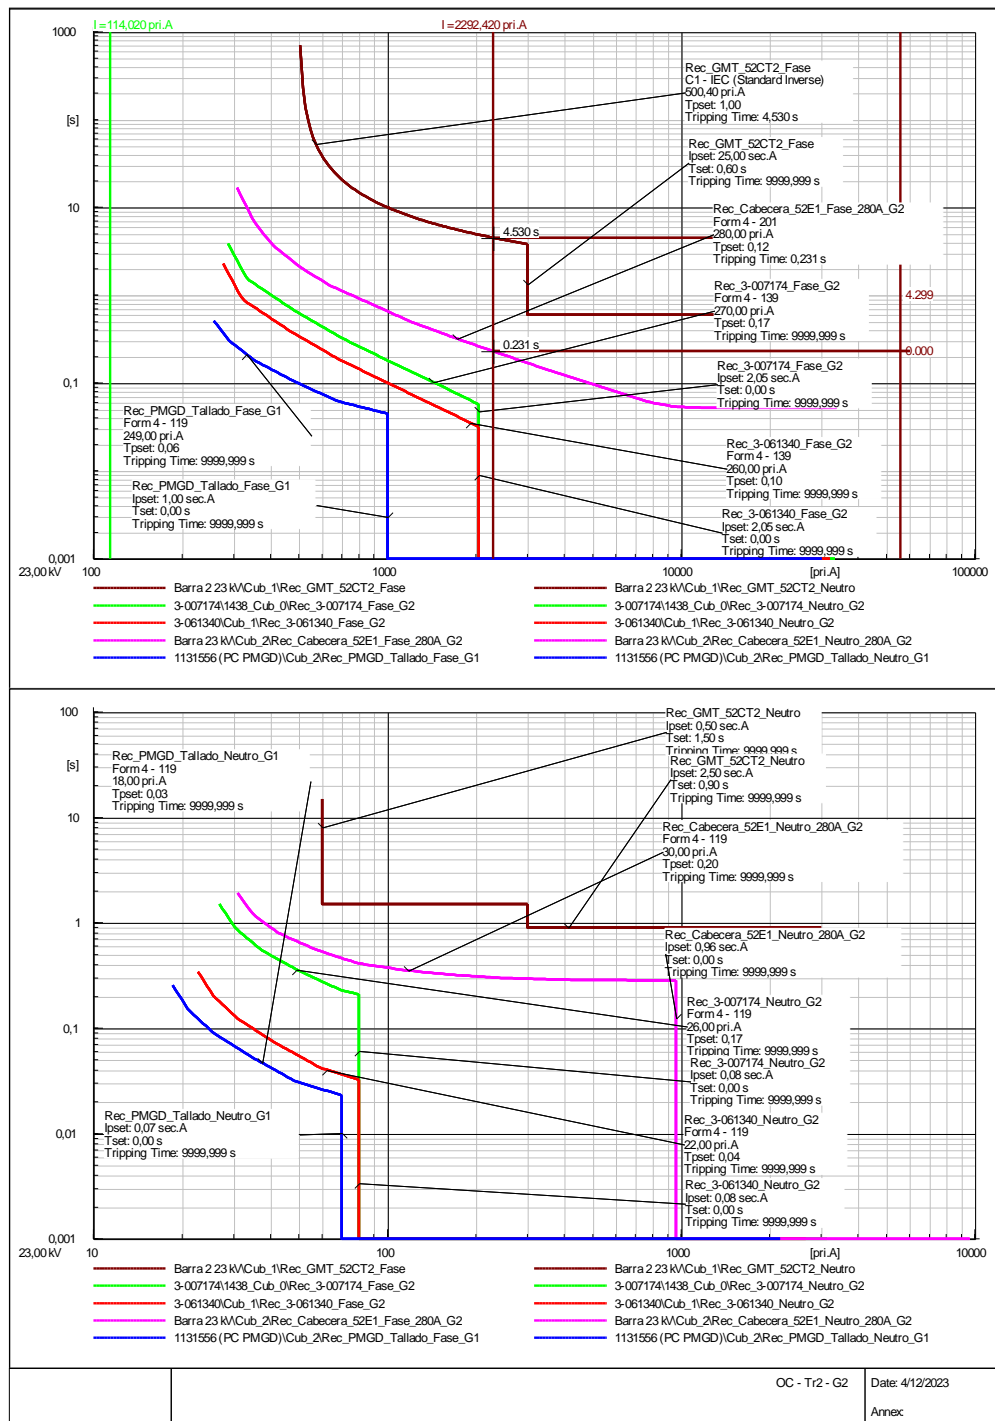 I =114,020 pri.A
I =2292,420 pri.A
1000
[s]
10
0,1
0,001
23,00 kV
100
1000
10000
[pri.A]
100000
Rec_GMT_52CT2_Fase
C1 - IEC (Standard Inverse)
500,40 pri.A
Tpset: 1,00
Tripping Time: 4,530 s
Rec_GMT_52CT2_Fase
Ipset: 25,00 sec.A
Tset: 0,60 s
Tripping Time: 9999,999 s
Rec_Cabecera_52E1_Fase_280A_G2
Form 4 - 201
280,00 pri.A
Tpset: 0,12
Tripping Time: 0,231 s
4.530 s
4.299
Rec_3-007174_Fase_G2
Form 4 - 139
270,00 pri.A
Tpset: 0,17
Tripping Time: 9999,999 s
0.231 s
0.000
Rec_3-007174_Fase_G2
Ipset: 2,05 sec.A
Tset: 0,00 s
Tripping Time: 9999,999 s
Rec_PMGD_Tallado_Fase_G1
Form 4 - 119
249,00 pri.A
Tpset: 0,06
Tripping Time: 9999,999 s
Rec_3-061340_Fase_G2
Form 4 - 139
260,00 pri.A
Tpset: 0,10
Tripping Time: 9999,999 s
Rec_PMGD_Tallado_Fase_G1
Ipset: 1,00 sec.A
Tset: 0,00 s
Tripping Time: 9999,999 s
Rec_3-061340_Fase_G2
Ipset: 2,05 sec.A
Tset: 0,00 s
Tripping Time: 9999,999 s
Barra 2 23 kV\Cub_1\Rec_GMT_52CT2_Fase
Barra 2 23 kV\Cub_1\Rec_GMT_52CT2_Neutro
3-007174\1438_Cub_0\Rec_3-007174_Fase_G2
3-007174\1438_Cub_0\Rec_3-007174_Neutro_G2
3-061340\Cub_1\Rec_3-061340_Fase_G2
3-061340\Cub_1\Rec_3-061340_Neutro_G2
Barra 23 kV\Cub_2\Rec_Cabecera_52E1_Fase_280A_G2
Barra 23 kV\Cub_2\Rec_Cabecera_52E1_Neutro_280A_G2
1131556 (PC PMGD)\Cub_2\Rec_PMGD_Tallado_Fase_G1
1131556 (PC PMGD)\Cub_2\Rec_PMGD_Tallado_Neutro_G1
100
[s]
10
1
0,1
0,01
0,001
23,00 kV
10
100
1000
[pri.A]
10000
Rec_GMT_52CT2_Neutro
Ipset: 0,50 sec.A
Tset: 1,50 s
Tripping Time: 9999,999 s
Rec_PMGD_Tallado_Neutro_G1
Form 4 - 119
18,00 pri.A
Tpset: 0,03
Tripping Time: 9999,999 s
Rec_GMT_52CT2_Neutro
Ipset: 2,50 sec.A
Tset: 0,90 s
Tripping Time: 9999,999 s
Rec_Cabecera_52E1_Neutro_280A_G2
Form 4 - 119
30,00 pri.A
Tpset: 0,20
Tripping Time: 9999,999 s
Rec_Cabecera_52E1_Neutro_280A_G2
Ipset: 0,96 sec.A
Tset: 0,00 s
Tripping Time: 9999,999 s
Rec_3-007174_Neutro_G2
Form 4 - 119
26,00 pri.A
Tpset: 0,17
Tripping Time: 9999,999 s
Rec_3-007174_Neutro_G2
Ipset: 0,08 sec.A
Tset: 0,00 s
Tripping Time: 9999,999 s
Rec_PMGD_Tallado_Neutro_G1
Ipset: 0,07 sec.A
Tset: 0,00 s
Tripping Time: 9999,999 s
Rec_3-061340_Neutro_G2
Form 4 - 119
22,00 pri.A
Tpset: 0,04
Tripping Time: 9999,999 s
Rec_3-061340_Neutro_G2
Ipset: 0,08 sec.A
Tset: 0,00 s
Tripping Time: 9999,999 s
Barra 2 23 kV\Cub_1\Rec_GMT_52CT2_Fase
Barra 2 23 kV\Cub_1\Rec_GMT_52CT2_Neutro
3-007174\1438_Cub_0\Rec_3-007174_Fase_G2
3-007174\1438_Cub_0\Rec_3-007174_Neutro_G2
3-061340\Cub_1\Rec_3-061340_Fase_G2
3-061340\Cub_1\Rec_3-061340_Neutro_G2
Barra 23 kV\Cub_2\Rec_Cabecera_52E1_Fase_280A_G2
Barra 23 kV\Cub_2\Rec_Cabecera_52E1_Neutro_280A_G2
1131556 (PC PMGD)\Cub_2\Rec_PMGD_Tallado_Fase_G1
1131556 (PC PMGD)\Cub_2\Rec_PMGD_Tallado_Neutro_G1
OC - Tr2 - G2
Date: 4/12/2023
Annex: